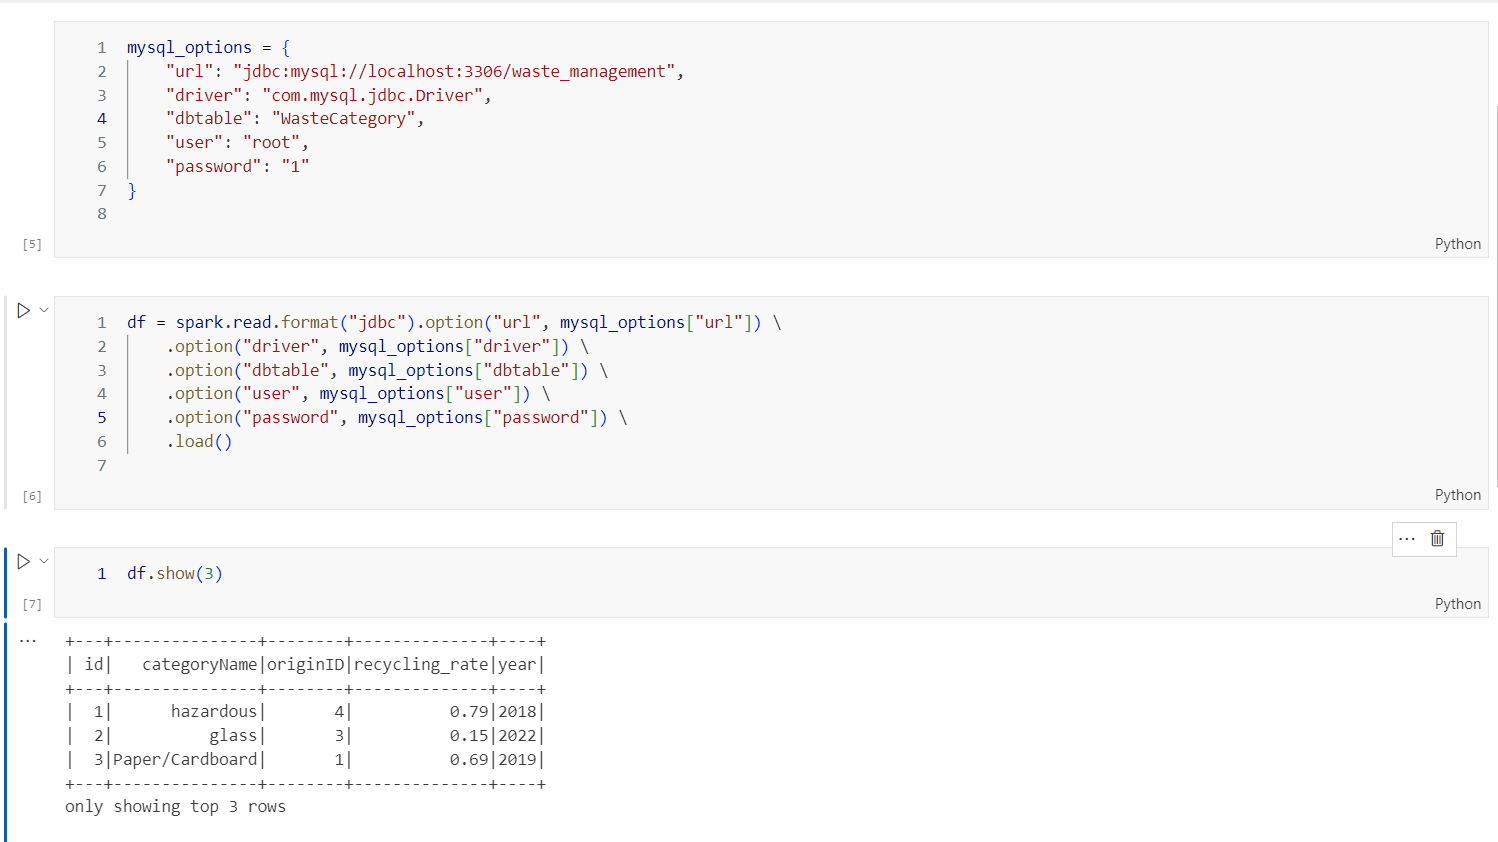 1 mysql_options = {
2     "url": "jdbc:mysql://localhost:3306/waste_management",
3     "driver": "com.mysql.jdbc.Driver",
4     "dbtable": "WasteCategory",
5     "user": "root",
6     "password": "1"
7 }
8
[5]
Python
1 df = spark.read.format("jdbc").option("url", mysql_options["url"]) \
2     .option("driver", mysql_options["driver"]) \
3     .option("dbtable", mysql_options["dbtable"]) \
4     .option("user", mysql_options["user"]) \
5     .option("password", mysql_options["password"]) \
6     .load()
7
[6]
Python
1 df.show(3)
[7]
Python
+---+---------------+--------+--------------+----+
| id|   categoryName|originID|recycling_rate|year|
+---+---------------+--------+--------------+----+
|  1|      hazardous|       4|          0.79|2018|
|  2|          glass|       3|          0.15|2022|
|  3|Paper/Cardboard|       1|          0.69|2019|
+---+---------------+--------+--------------+----+
only showing top 3 rows